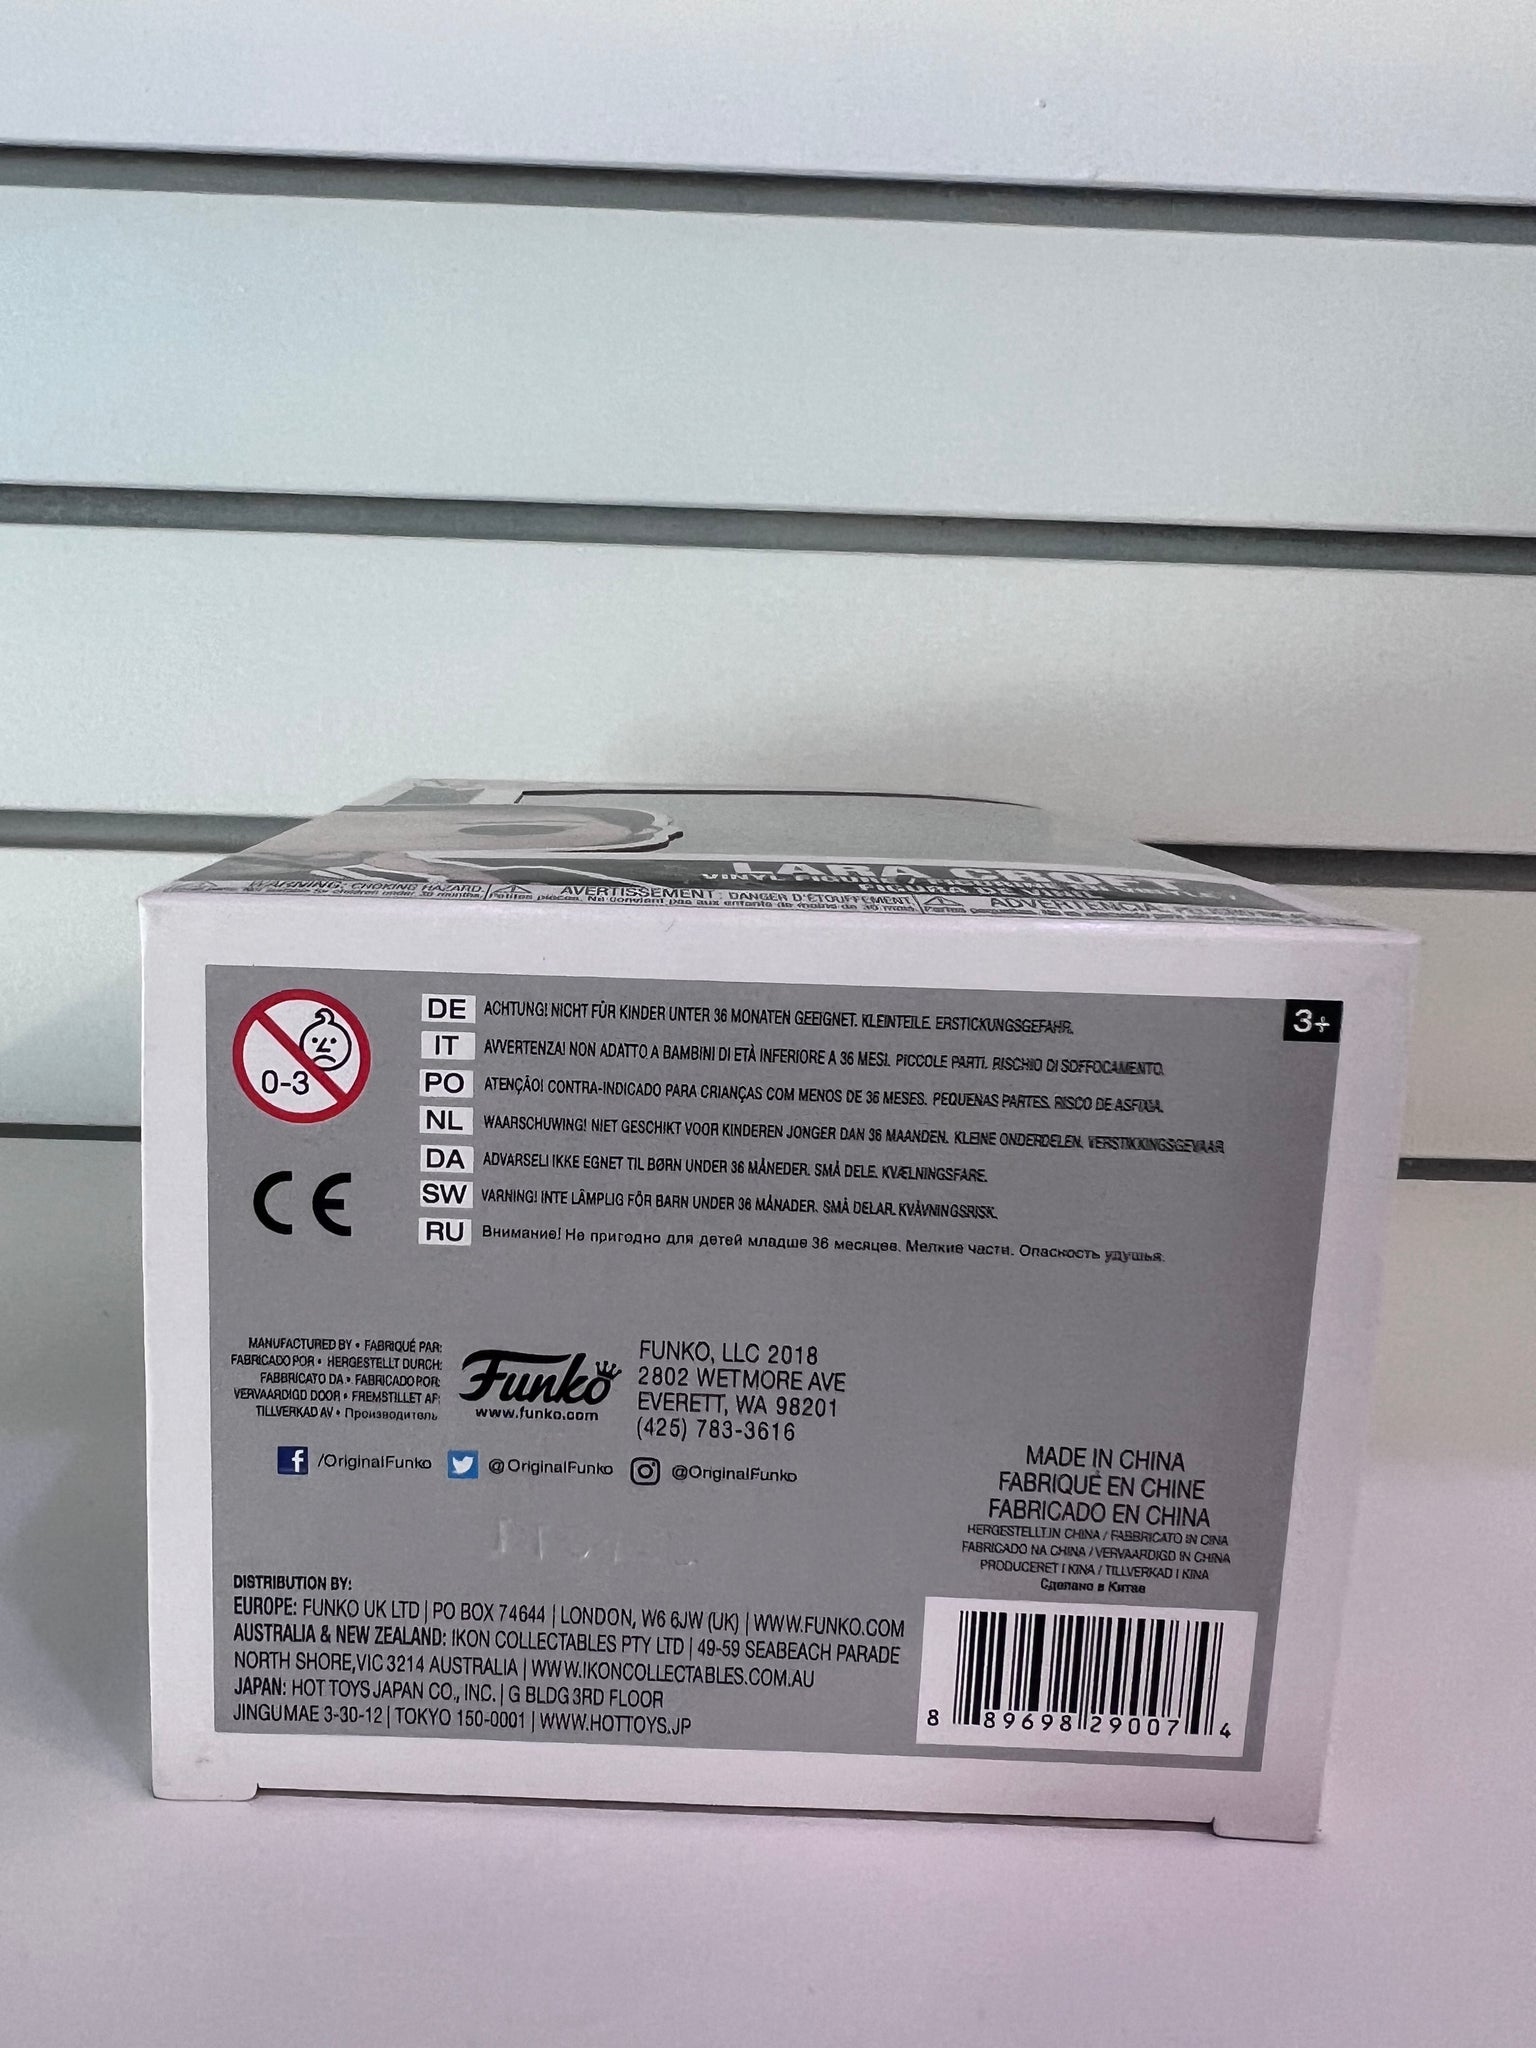 LARA CROFT
WARNING: CHOKING HAZARD.
AVERTISSEMENT : DANGER D'ÉTOUFFEMENT
ADVERTENCIA:
0-3
3+
DE ACHTUNG! NICHT FÜR KINDER UNTER 36 MONATEN GEEIGNET. KLEINTEILE. ERSTICKUNGSGEFAHR.
IT AVVERTENZA! NON ADATTO A BAMBINI DI ETÀ INFERIORE A 36 MESI. PICCOLE PARTI. RISCHIO DI SOFFOCAMENTO.
PO ATENÇÃO! CONTRA-INDICADO PARA CRIANÇAS COM MENOS DE 36 MESES. PEQUENAS PARTES. RISCO DE ASFIXIA.
NL WAARSCHUWING! NIET GESCHIKT VOOR KINDEREN JONGER DAN 36 MAANDEN. KLEINE ONDERDELEN. VERSTIKKINGSGEVAAR
DA ADVARSEL! IKKE EGNET TIL BØRN UNDER 36 MÅNEDER. SMÅ DELE. KVÆLNINGSFARE.
SW VARNING! INTE LÄMPLIG FÖR BARN UNDER 36 MÅNADER. SMÅ DELAR. KVÄVNINGSRISK.
RU Внимание! Не пригодно для детей младше 36 месяцев. Мелкие части. Опасность удушья.
CE
MANUFACTURED BY • FABRIQUÉ PAR:
FABRICADO POR • HERGESTELLT DURCH:
FABBRICATO DA • FABRICADO POR:
VERVAARDIGD DOOR • FREMSTILLET AF:
TILLVERKAD AV • Производитель
Funko
www.funko.com
FUNKO, LLC 2018
2802 WETMORE AVE
EVERETT, WA 98201
(425) 783-3616
/OriginalFunko @OriginalFunko @OriginalFunko
MADE IN CHINA
FABRIQUÉ EN CHINE
FABRICADO EN CHINA
HERGESTELLT IN CHINA / FABBRICATO IN CINA
FABRICADO NA CHINA / VERVAARDIGD IN CHINA
PRODUCERET I KINA / TILLVERKAD I KINA
Сделано в Китае
DISTRIBUTION BY:
EUROPE: FUNKO UK LTD | PO BOX 74644 | LONDON, W6 6JW (UK) | WWW.FUNKO.COM
AUSTRALIA & NEW ZEALAND: IKON COLLECTABLES PTY LTD | 49-59 SEABEACH PARADE
NORTH SHORE, VIC 3214 AUSTRALIA | WWW.IKONCOLLECTABLES.COM.AU
JAPAN: HOT TOYS JAPAN CO., INC. | G BLDG 3RD FLOOR
JINGUMAE 3-30-12 | TOKYO 150-0001 | WWW.HOTTOYS.JP
8 89698 29007 4